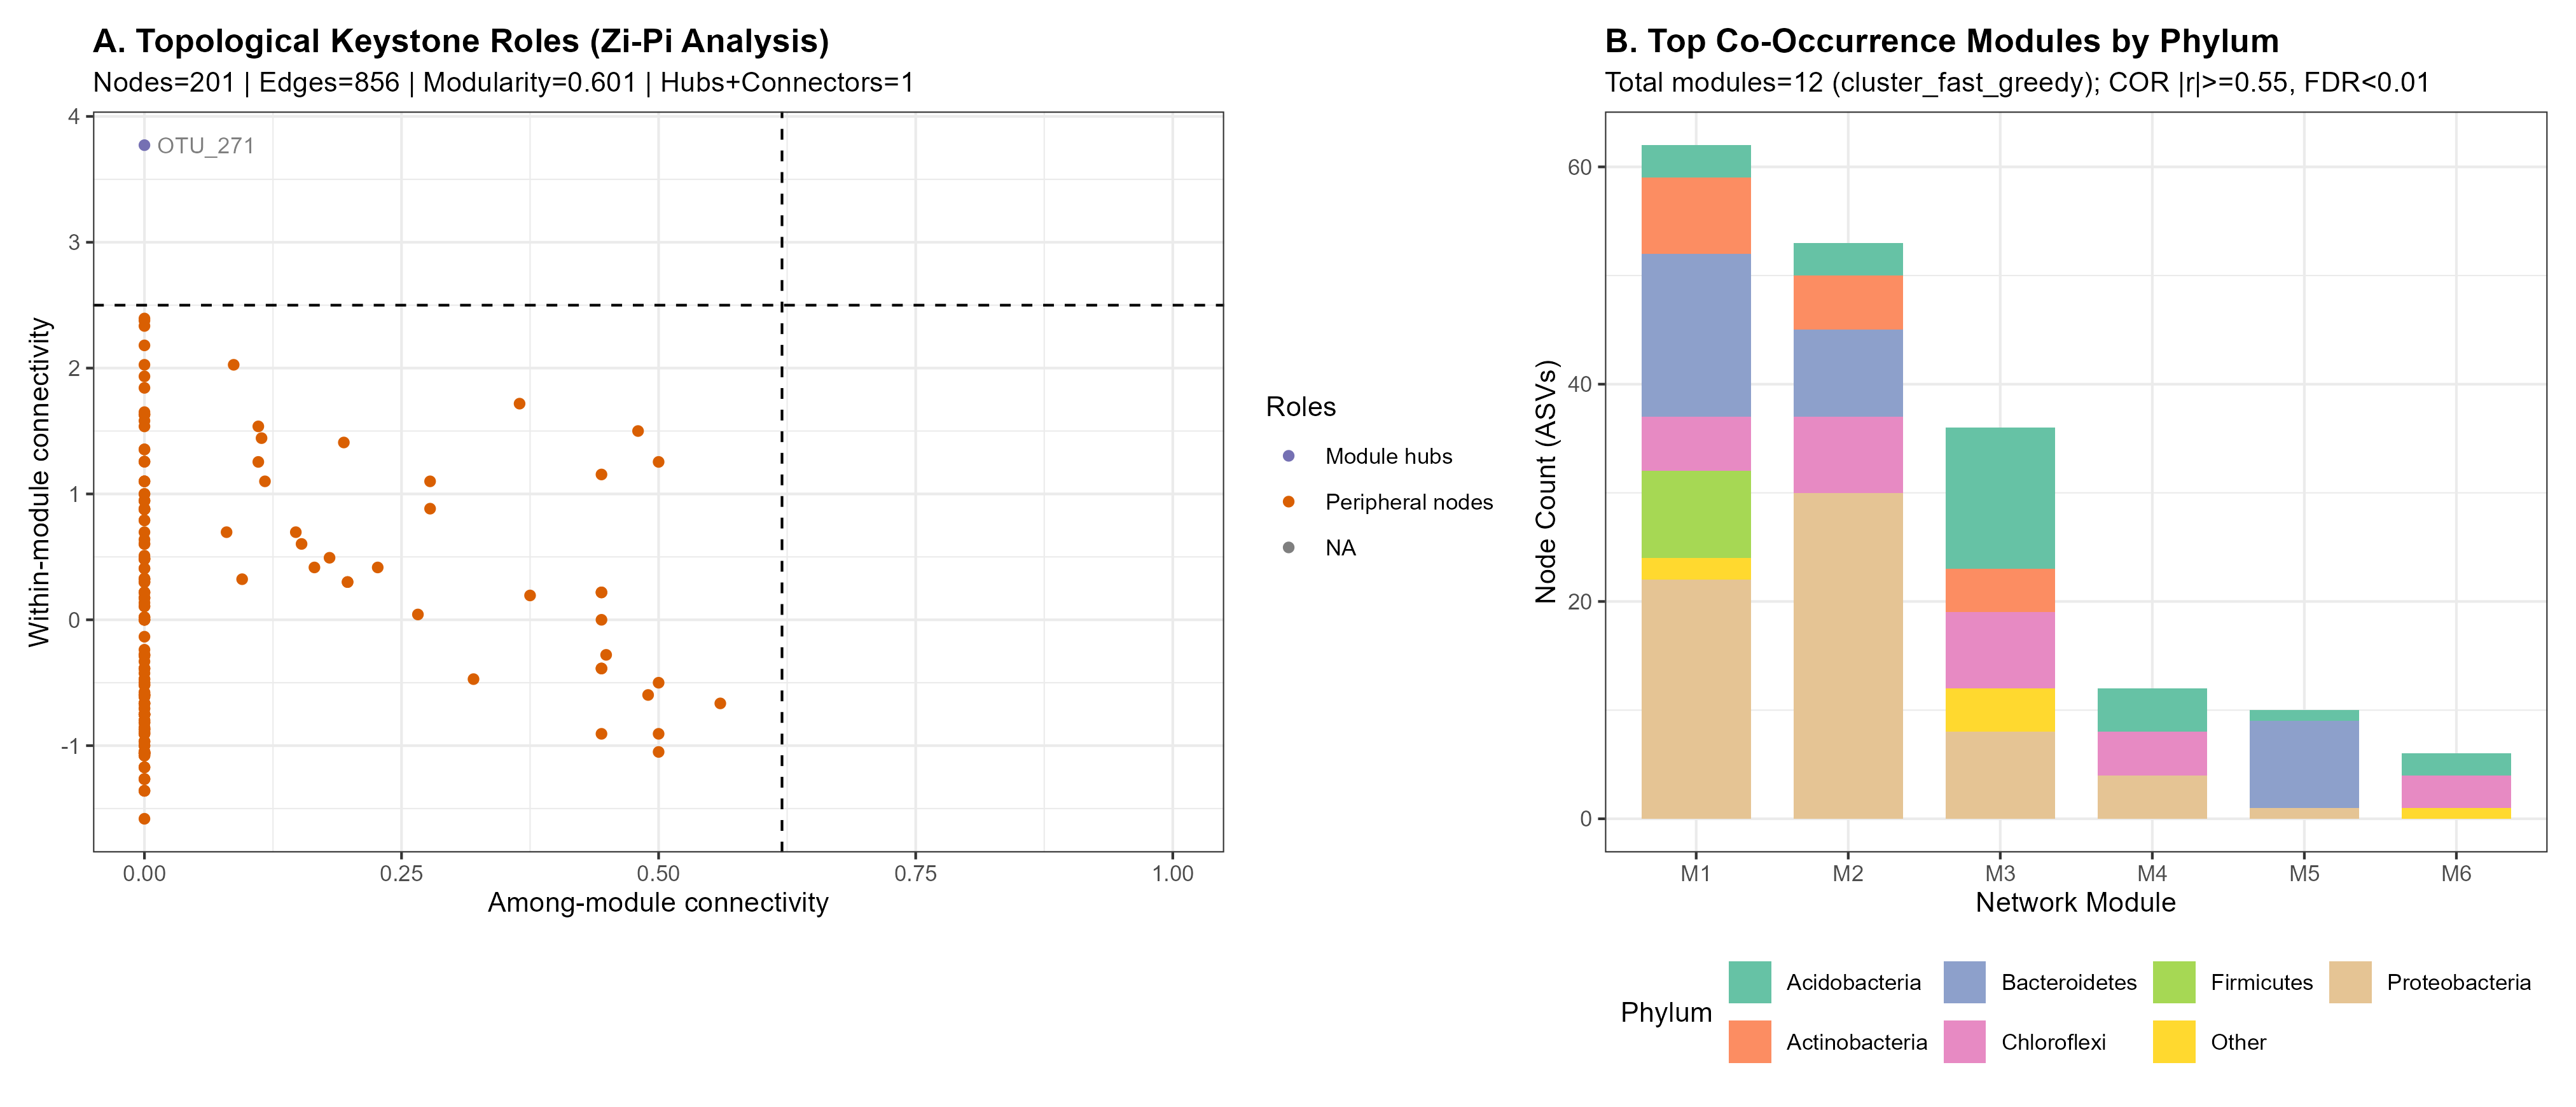 A. Topological Keystone Roles (Zi-Pi Analysis)
Nodes=201 | Edges=856 | Modularity=0.601 | Hubs+Connectors=1
4
3
2
1
0
-1
Within-module connectivity
OTU_271
0.00 0.25 0.50 0.75 1.00
Among-module connectivity
Roles
Module hubs
Peripheral nodes
NA
B. Top Co-Occurrence Modules by Phylum
Total modules=12 (cluster_fast_greedy); COR |r|>=0.55, FDR<0.01
60
40
20
0
Node Count (ASVs)
M1 M2 M3 M4 M5 M6
Network Module
Phylum
Acidobacteria Bacteroidetes Firmicutes Proteobacteria
Actinobacteria Chloroflexi Other